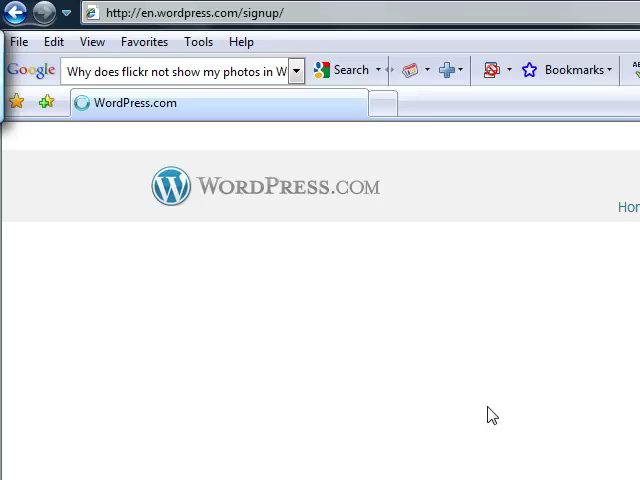 http://en.wordpress.com/signup/
File Edit View Favorites Tools Help
Google Why does flickr not show my photos in W Search Bookmarks
WordPress.com
WORDPRESS.COM